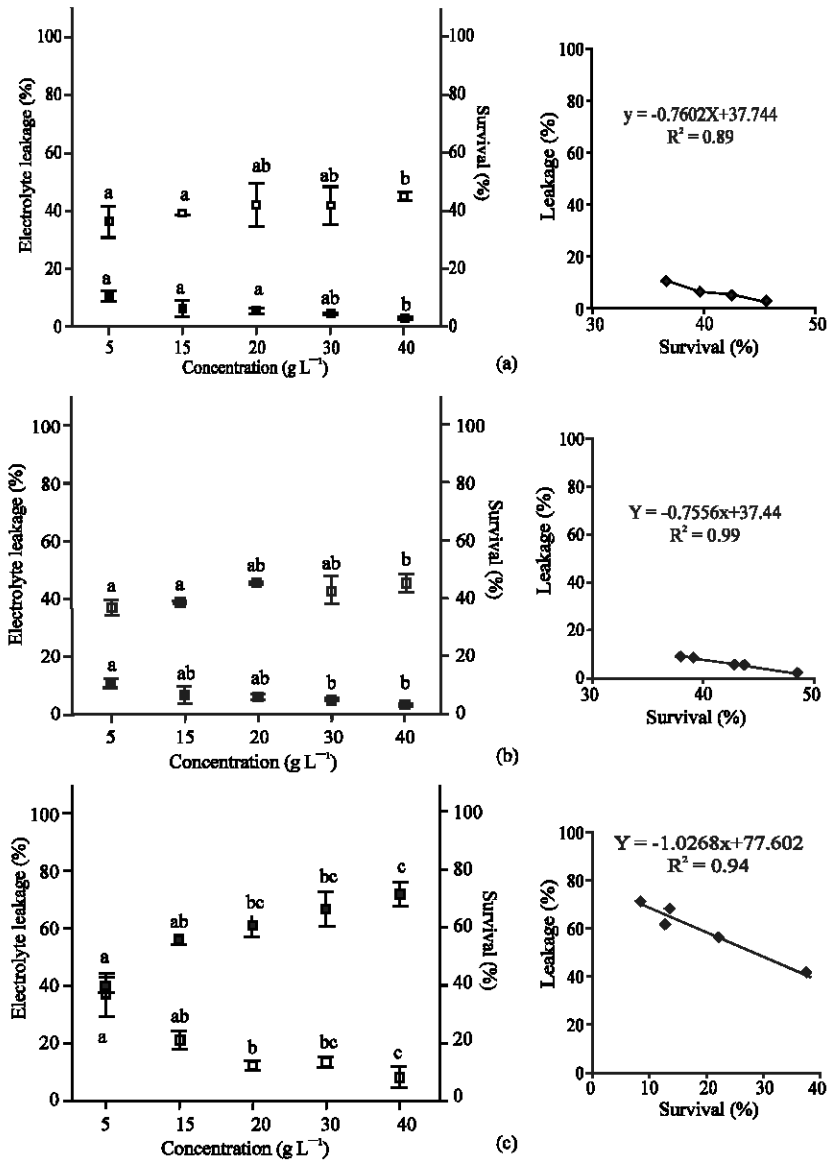 100
80
60
40
20
0
Electrolyte leakage (%)
a
a
ab
ab
b
a
a
a
ab
b
5
15
20
30
40
Concentration (g L⁻¹)
100
80
60
40
20
0
Survival (%)
(a)
100
80
60
40
20
0
Leakage (%)
y = -0.7602X+37.744
R² = 0.89
30
40
50
Survival (%)
100
80
60
40
20
0
Electrolyte leakage (%)
a
a
ab
ab
b
a
ab
ab
b
b
5
15
20
30
40
Concentration (g L⁻¹)
100
80
60
40
20
0
Survival (%)
(b)
100
80
60
40
20
0
Leakage (%)
Y = -0.7556x+37.44
R² = 0.99
30
40
50
Survival (%)
100
80
60
40
20
0
Electrolyte leakage (%)
a
ab
bc
bc
c
a
ab
b
bc
c
5
15
20
30
40
Concentration (g L⁻¹)
100
80
60
40
20
0
Survival (%)
(c)
100
80
60
40
20
0
Leakage (%)
Y = -1.0268x+77.602
R² = 0.94
0
10
20
30
40
Survival (%)